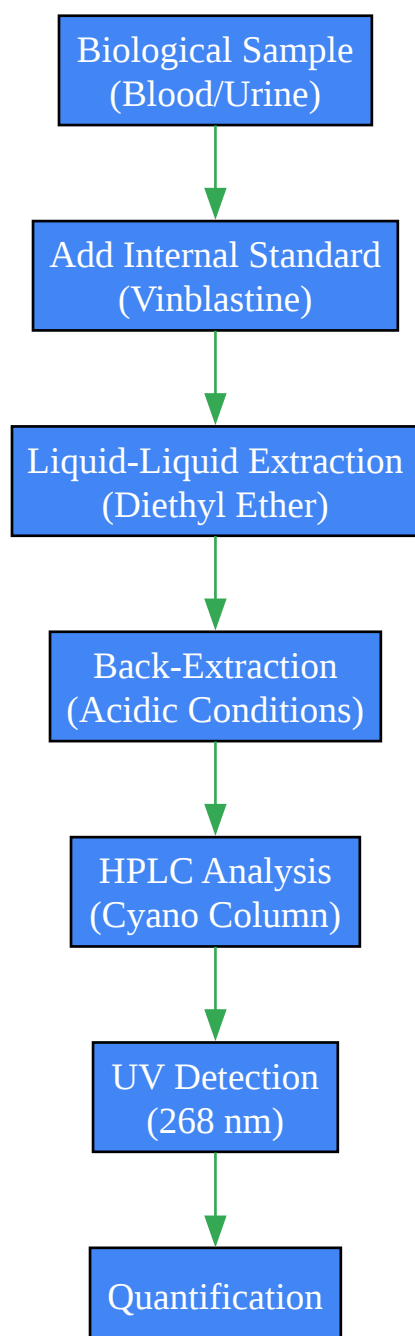 Biological Sample
(Blood/Urine)
Add Internal Standard
(Vinblastine)
Liquid-Liquid Extraction
(Diethyl Ether)
Back-Extraction
(Acidic Conditions)
HPLC Analysis
(Cyano Column)
UV Detection
(268 nm)
Quantification